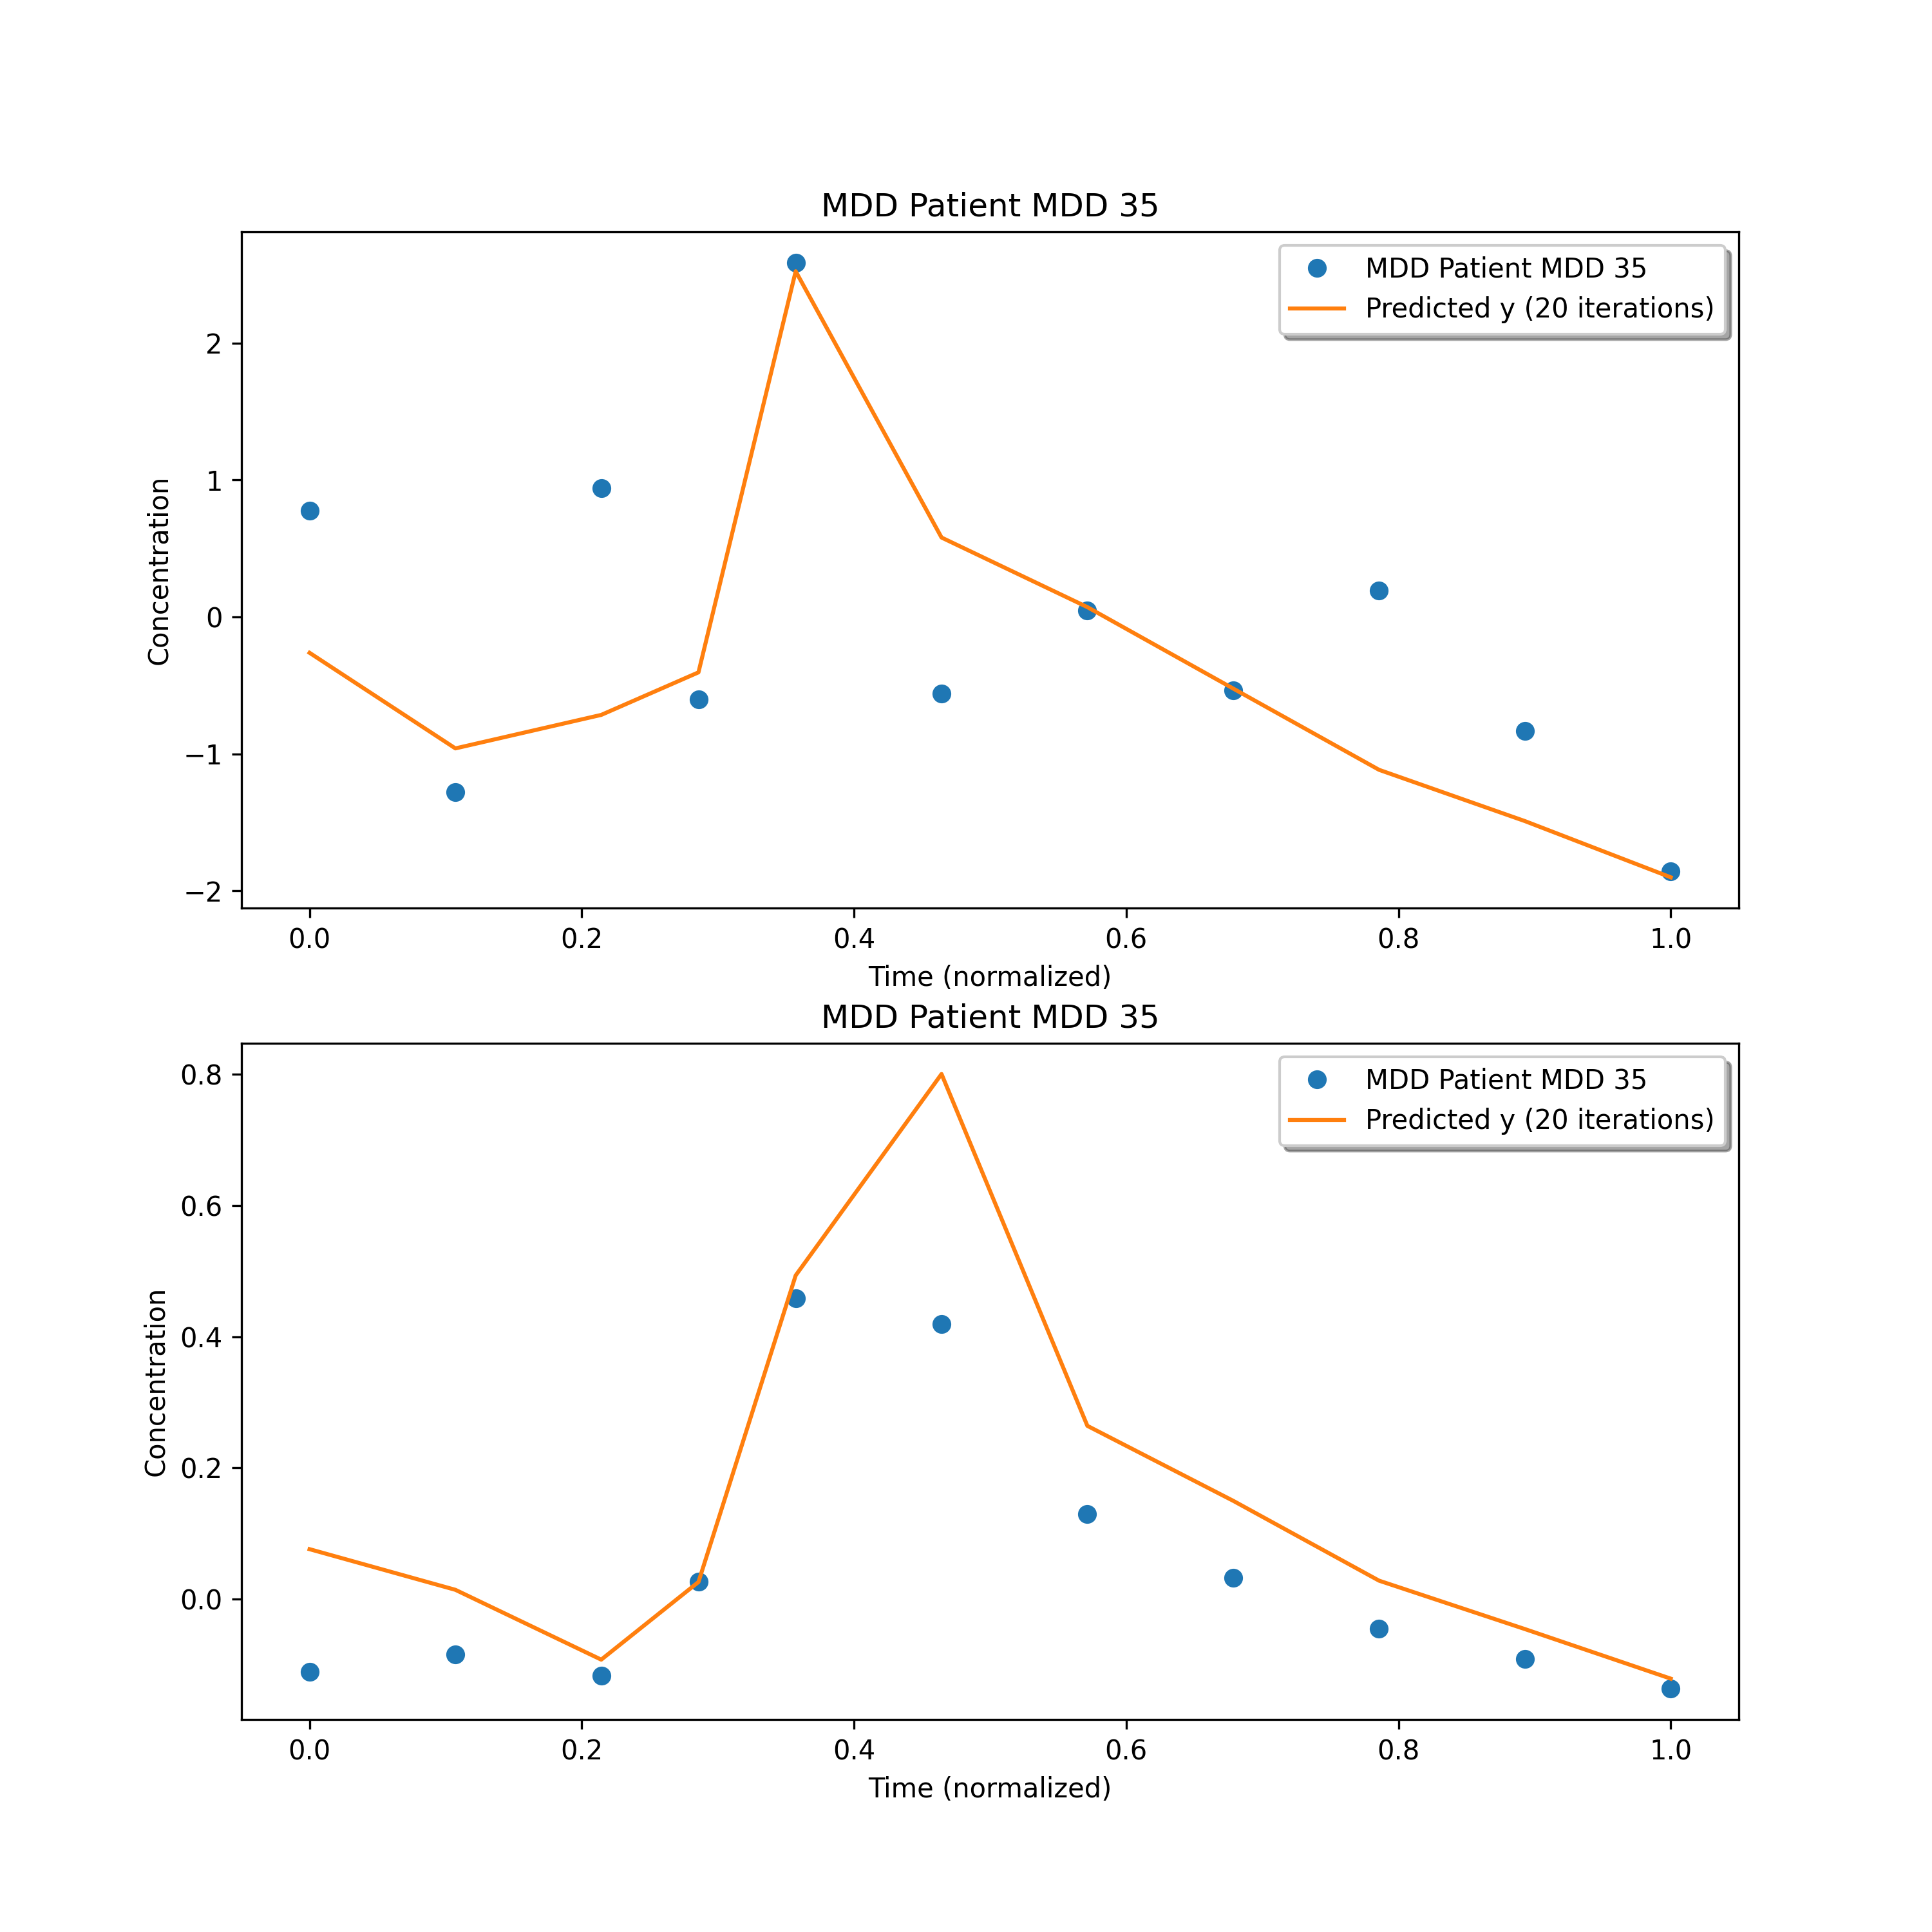 MDD Patient MDD 35
MDD Patient MDD 35
Predicted y (20 iterations)
2
1
0
−1
−2
Concentration
0.0 0.2 0.4 0.6 0.8 1.0
Time (normalized)
MDD Patient MDD 35
MDD Patient MDD 35
Predicted y (20 iterations)
0.8
0.6
0.4
0.2
0.0
Concentration
0.0 0.2 0.4 0.6 0.8 1.0
Time (normalized)